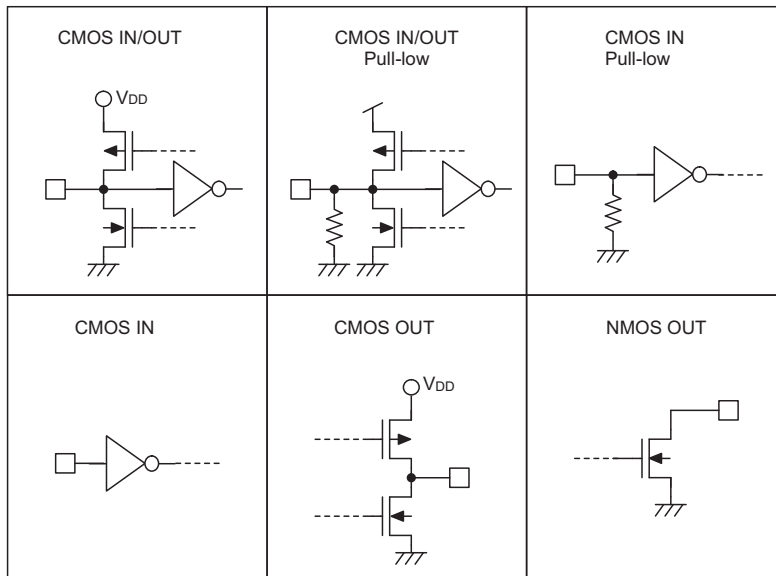 CMOS IN/OUT
VDD
CMOS IN/OUT
Pull-low
CMOS IN
Pull-low
CMOS IN
CMOS OUT
VDD
NMOS OUT